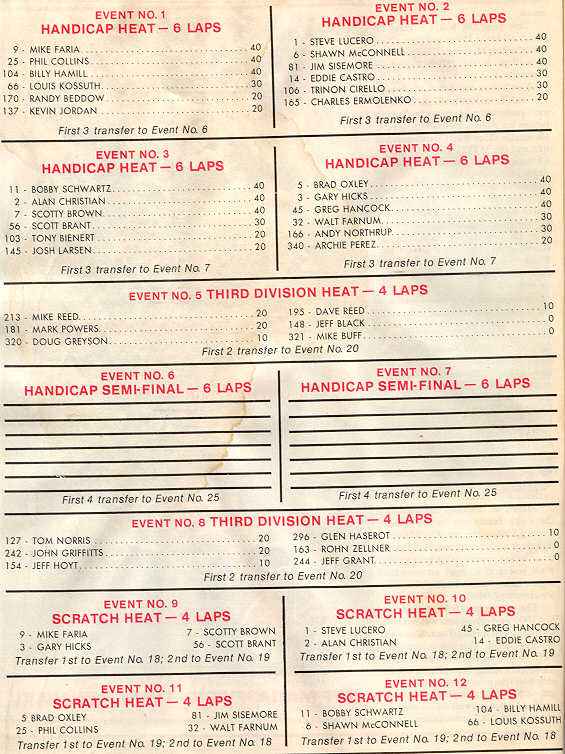 EVENT NO. 1
HANDICAP HEAT — 6 LAPS
9 - MIKE FARIA 40
25 - PHIL COLLINS 40
104 - BILLY HAMILL 40
66 - LOUIS KOSSUTH 30
170 - RANDY BEDDOW 20
137 - KEVIN JORDAN 20
First 3 transfer to Event No. 6
EVENT NO. 2
HANDICAP HEAT — 6 LAPS
1 - STEVE LUCERO 40
6 - SHAWN McCONNELL 40
81 - JIM SISEMORE 40
14 - EDDIE CASTRO 30
106 - TRINON CIRELLO 30
165 - CHARLES ERMOLENKO 20
First 3 transfer to Event No. 6
EVENT NO. 3
HANDICAP HEAT — 6 LAPS
11 - BOBBY SCHWARTZ 40
2 - ALAN CHRISTIAN 40
7 - SCOTTY BROWN 40
56 - SCOTT BRANT 30
103 - TONY BIENERT 20
145 - JOSH LARSEN 20
First 3 transfer to Event No. 7
EVENT NO. 4
HANDICAP HEAT — 6 LAPS
5 - BRAD OXLEY 40
3 - GARY HICKS 40
45 - GREG HANCOCK 40
32 - WALT FARNUM 30
166 - ANDY NORTHRUP 30
340 - ARCHIE PEREZ 20
First 3 transfer to Event No. 7
EVENT NO. 5 THIRD DIVISION HEAT — 4 LAPS
213 - MIKE REED 20
181 - MARK POWERS 20
320 - DOUG GREYSON 10
195 - DAVE REED 10
148 - JEFF BLACK 0
321 - MIKE BUFF 0
First 2 transfer to Event No. 20
EVENT NO. 6
HANDICAP SEMI-FINAL — 6 LAPS
First 4 transfer to Event No. 25
EVENT NO. 7
HANDICAP SEMI-FINAL — 6 LAPS
First 4 transfer to Event No. 25
EVENT NO. 8 THIRD DIVISION HEAT — 4 LAPS
127 - TOM NORRIS 20
242 - JOHN GRIFFITTS 20
154 - JEFF HOYT 10
296 - GLEN HASEROT 10
163 - ROHN ZELLNER 0
244 - JEFF GRANT 0
First 2 transfer to Event No. 20
EVENT NO. 9
SCRATCH HEAT — 4 LAPS
9 - MIKE FARIA 7 - SCOTTY BROWN
3 - GARY HICKS 56 - SCOTT BRANT
Transfer 1st to Event No. 18; 2nd to Event No. 19
EVENT NO. 10
SCRATCH HEAT — 4 LAPS
1 - STEVE LUCERO 45 - GREG HANCOCK
2 - ALAN CHRISTIAN 14 - EDDIE CASTRO
Transfer 1st to Event No. 18; 2nd to Event No. 19
EVENT NO. 11
SCRATCH HEAT — 4 LAPS
5 BRAD OXLEY 81 - JIM SISEMORE
25 - PHIL COLLINS 32 - WALT FARNUM
Transfer 1st to Event No. 19; 2nd to Event No. 18
EVENT NO. 12
SCRATCH HEAT — 4 LAPS
11 - BOBBY SCHWARTZ 104 - BILLY HAMILL
6 - SHAWN McCONNELL 66 - LOUIS KOSSUTH
Transfer 1st to Event No. 19; 2nd to Event No. 18